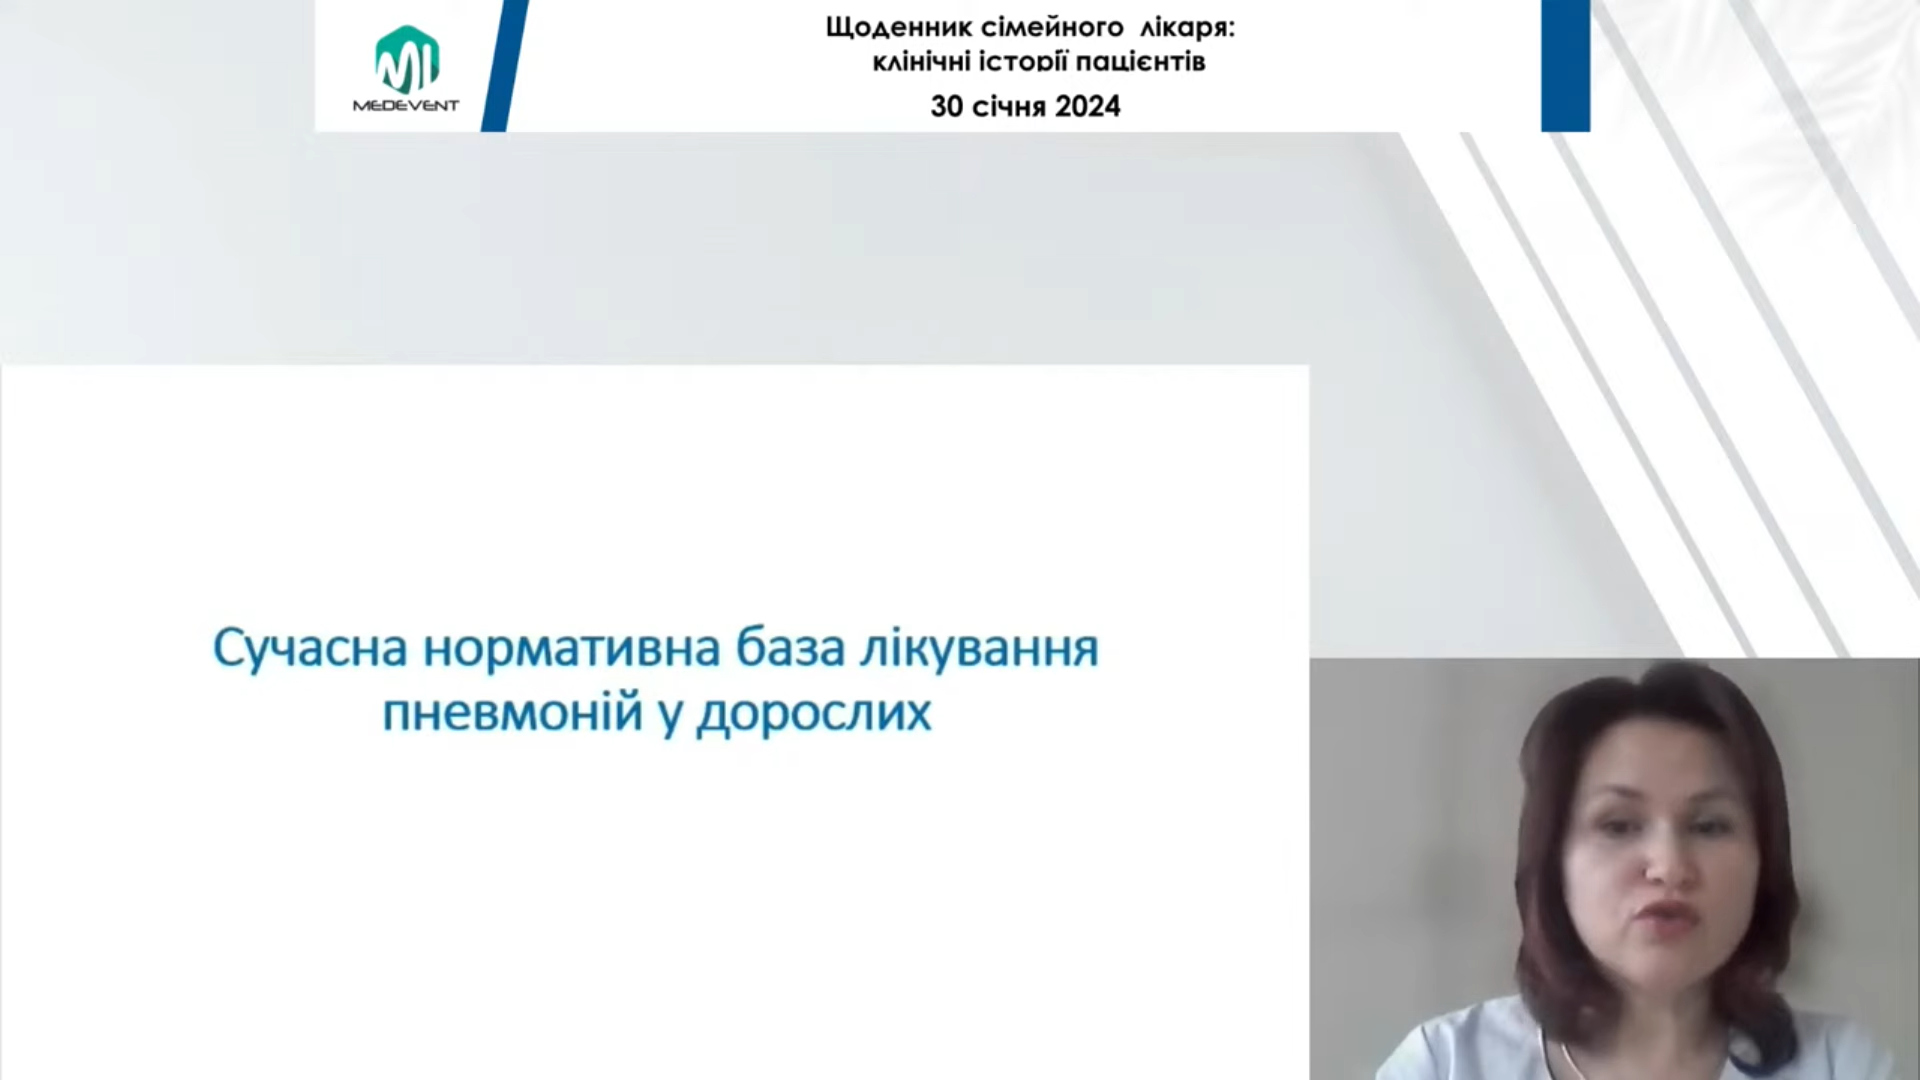 MEDEVENT
Щоденник сімейного лікаря:
клінічні історії пацієнтів
30 січня 2024
Сучасна нормативна база лікування
пневмоній у дорослих